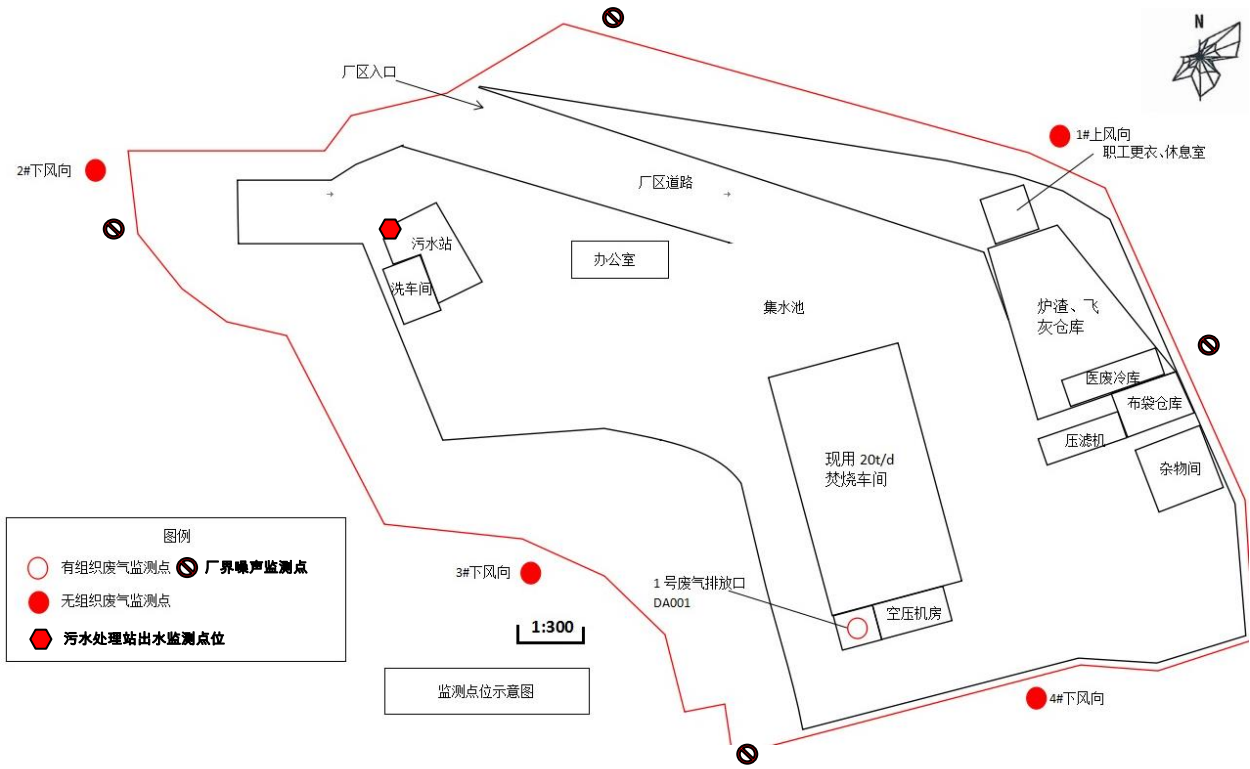 N
厂区入口
1#上风向
职工更衣、休息室
2#下风向
厂区道路
污水站
办公室
洗车间
集水池
炉渣、飞
灰仓库
医废冷库
布袋仓库
压滤机
杂物间
现用 20t/d
焚烧车间
图例
有组织废气监测点
厂界噪声监测点
无组织废气监测点
污水处理站出水监测点位
3#下风向
1 号废气排放口
DA001
空压机房
1:300
监测点位示意图
4#下风向